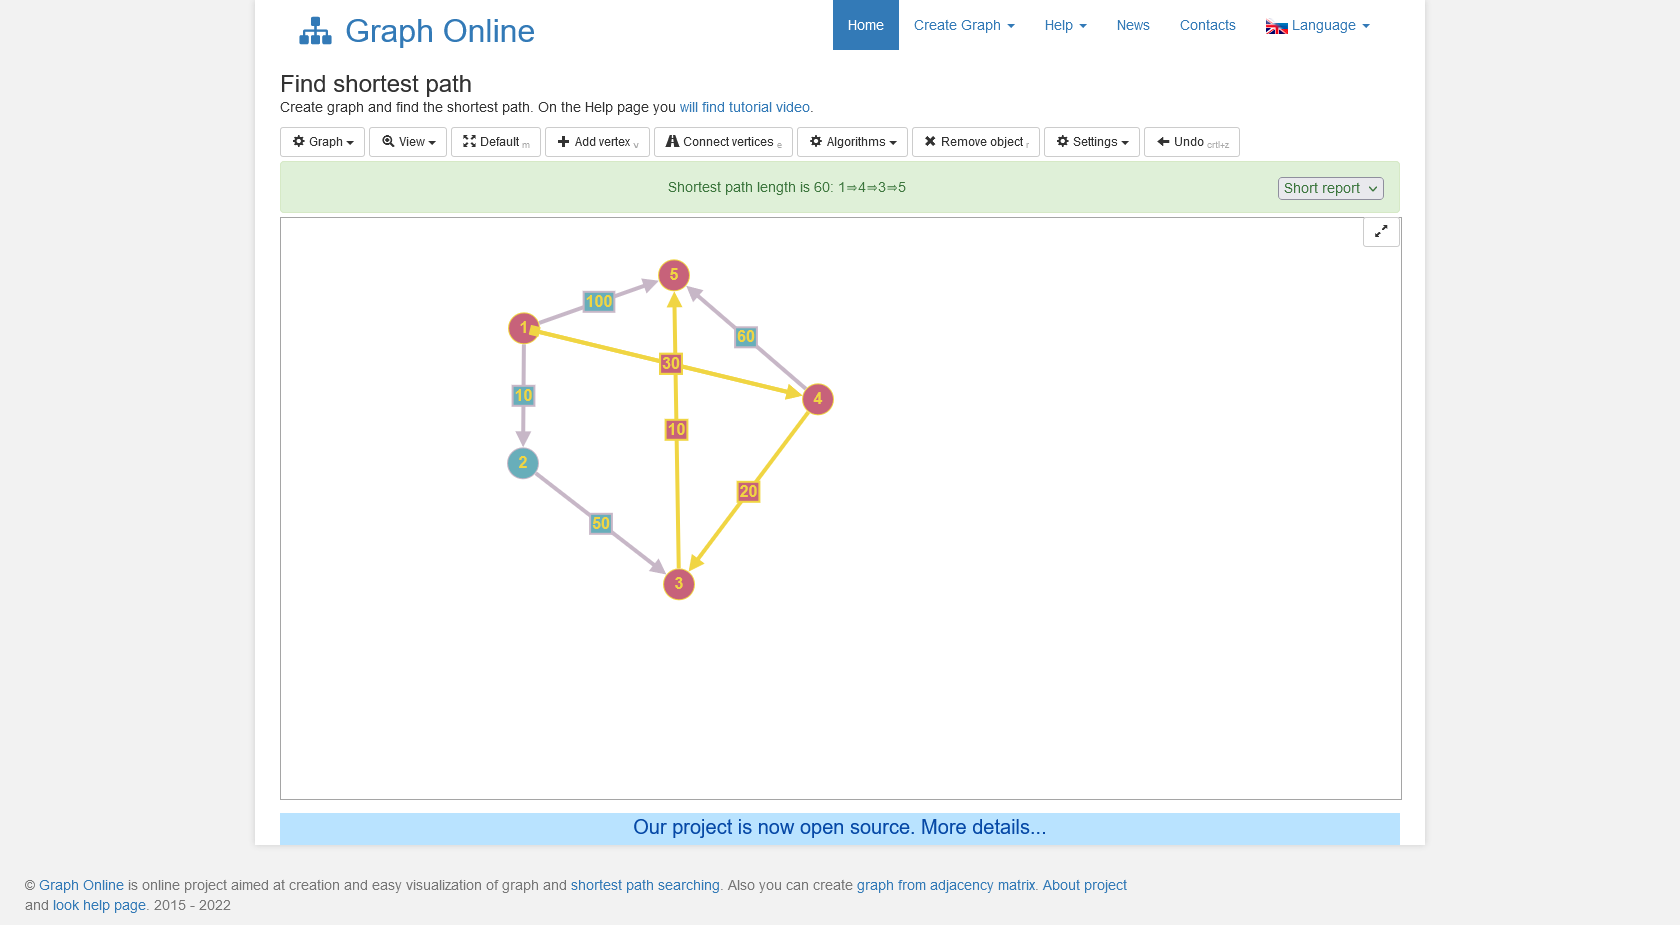 Graph Online
Home Create Graph Help News Contacts Language
Find shortest path
Create graph and find the shortest path. On the Help page you will find tutorial video.
Graph View Default m Add vertex v Connect vertices e Algorithms Remove object r Settings Undo crtl+z
Shortest path length is 60: 1⇒4⇒3⇒5 Short report
5
100
1
60
30
10
4
10
2
20
50
3
Our project is now open source. More details...
© Graph Online is online project aimed at creation and easy visualization of graph and shortest path searching. Also you can create graph from adjacency matrix. About project
and look help page. 2015 - 2022